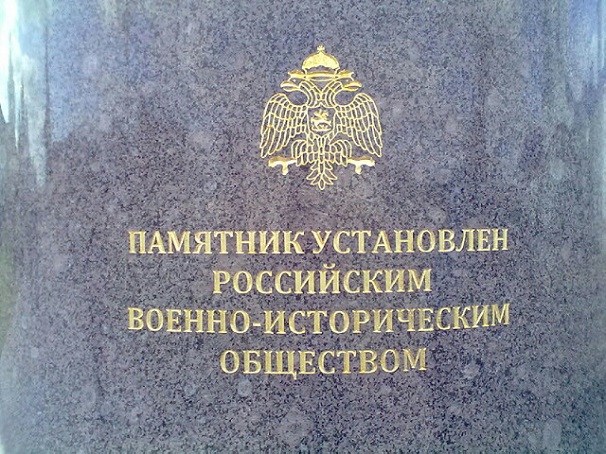 ПАМЯТНИК УСТАНОВЛЕН
РОССИЙСКИМ
ВОЕННО-ИСТОРИЧЕСКИМ
ОБЩЕСТВОМ